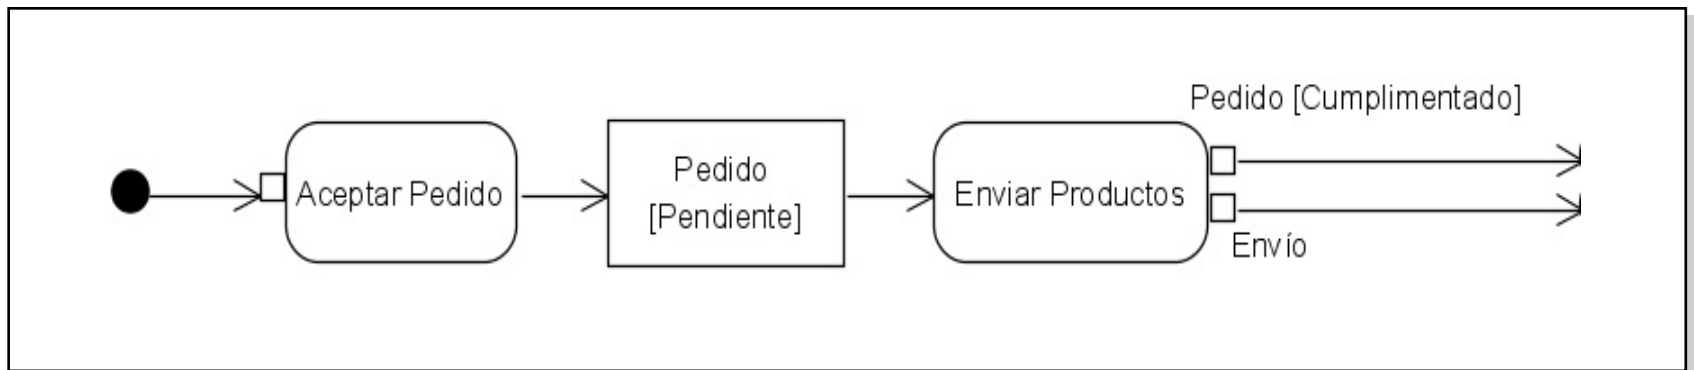 Pedido [Cumplimentado]
Aceptar Pedido
Pedido
[Pendiente]
Enviar Productos
Envío